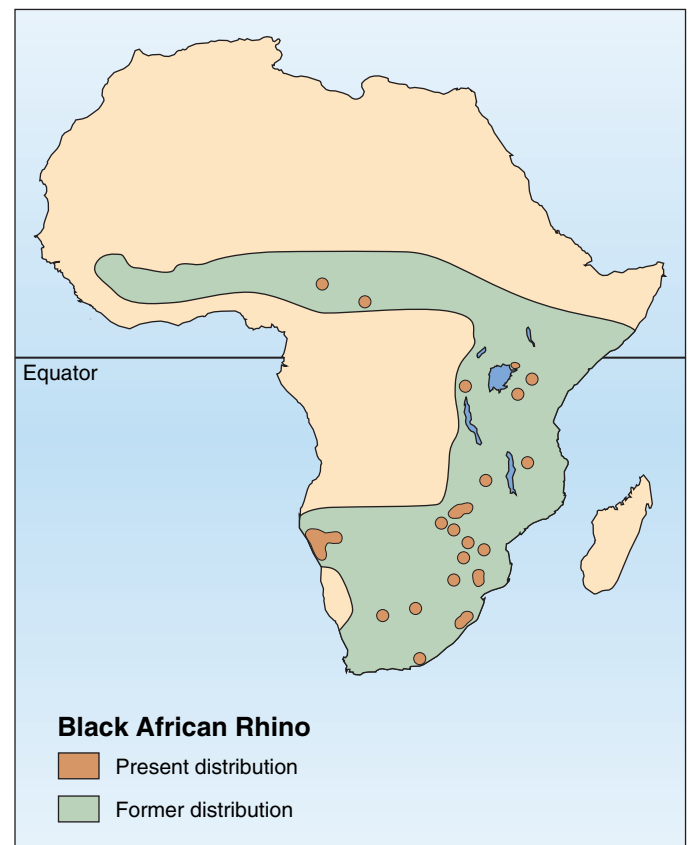 Equator
Black African Rhino
Present distribution
Former distribution